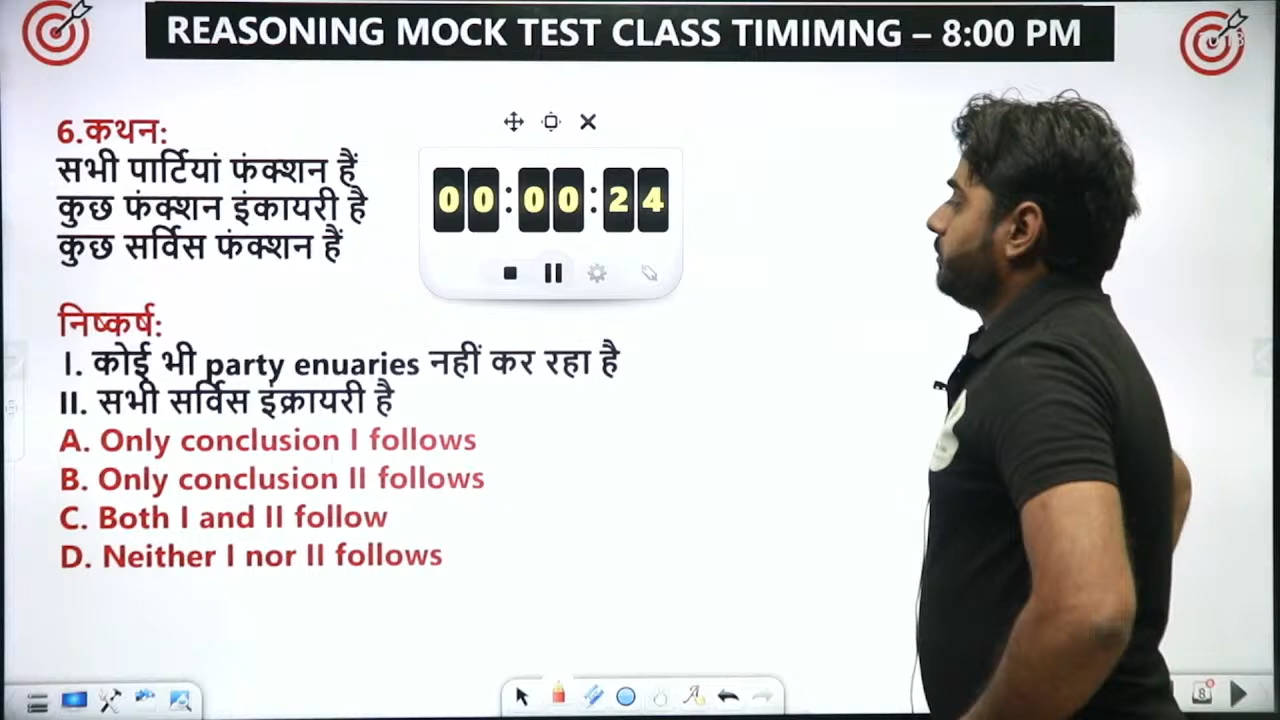 REASONING MOCK TEST CLASS TIMIMNG – 8:00 PM
6.कथन:
सभी पार्टियां फंक्शन हैं
कुछ फंक्शन इंकायरी है
कुछ सर्विस फंक्शन हैं
00:00:24
निष्कर्ष:
I. कोई भी party enuaries नहीं कर रहा है
II. सभी सर्विस इंक्रायरी है
A. Only conclusion I follows
B. Only conclusion II follows
C. Both I and II follow
D. Neither I nor II follows
8